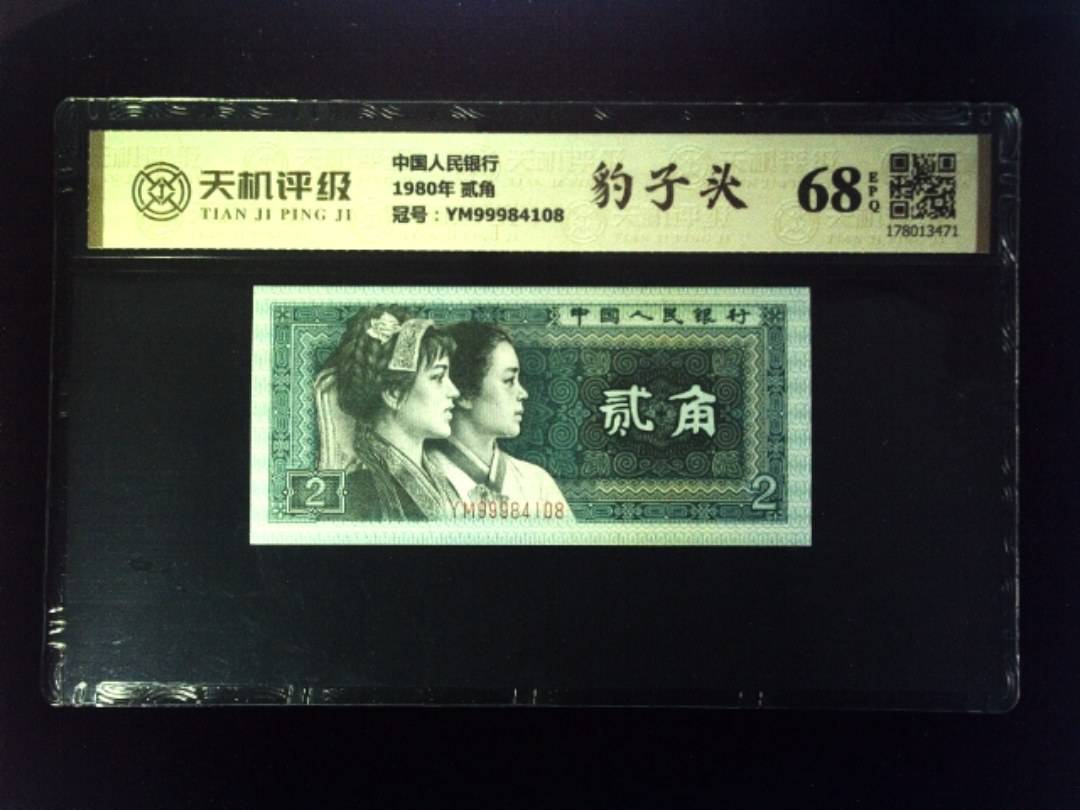 天机评级
TIAN JI PING JI
中国人民银行
1980年 贰角
冠号：YM99984108
豹子头
68
EPQ
178013471
中国人民银行
贰角
2
2
YM99984108